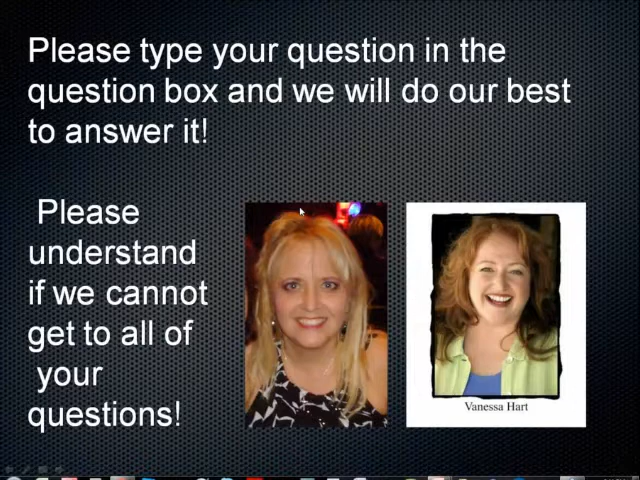 Please type your question in the
question box and we will do our best
to answer it!
Please
understand
if we cannot
get to all of
your
questions!
Vanessa Hart